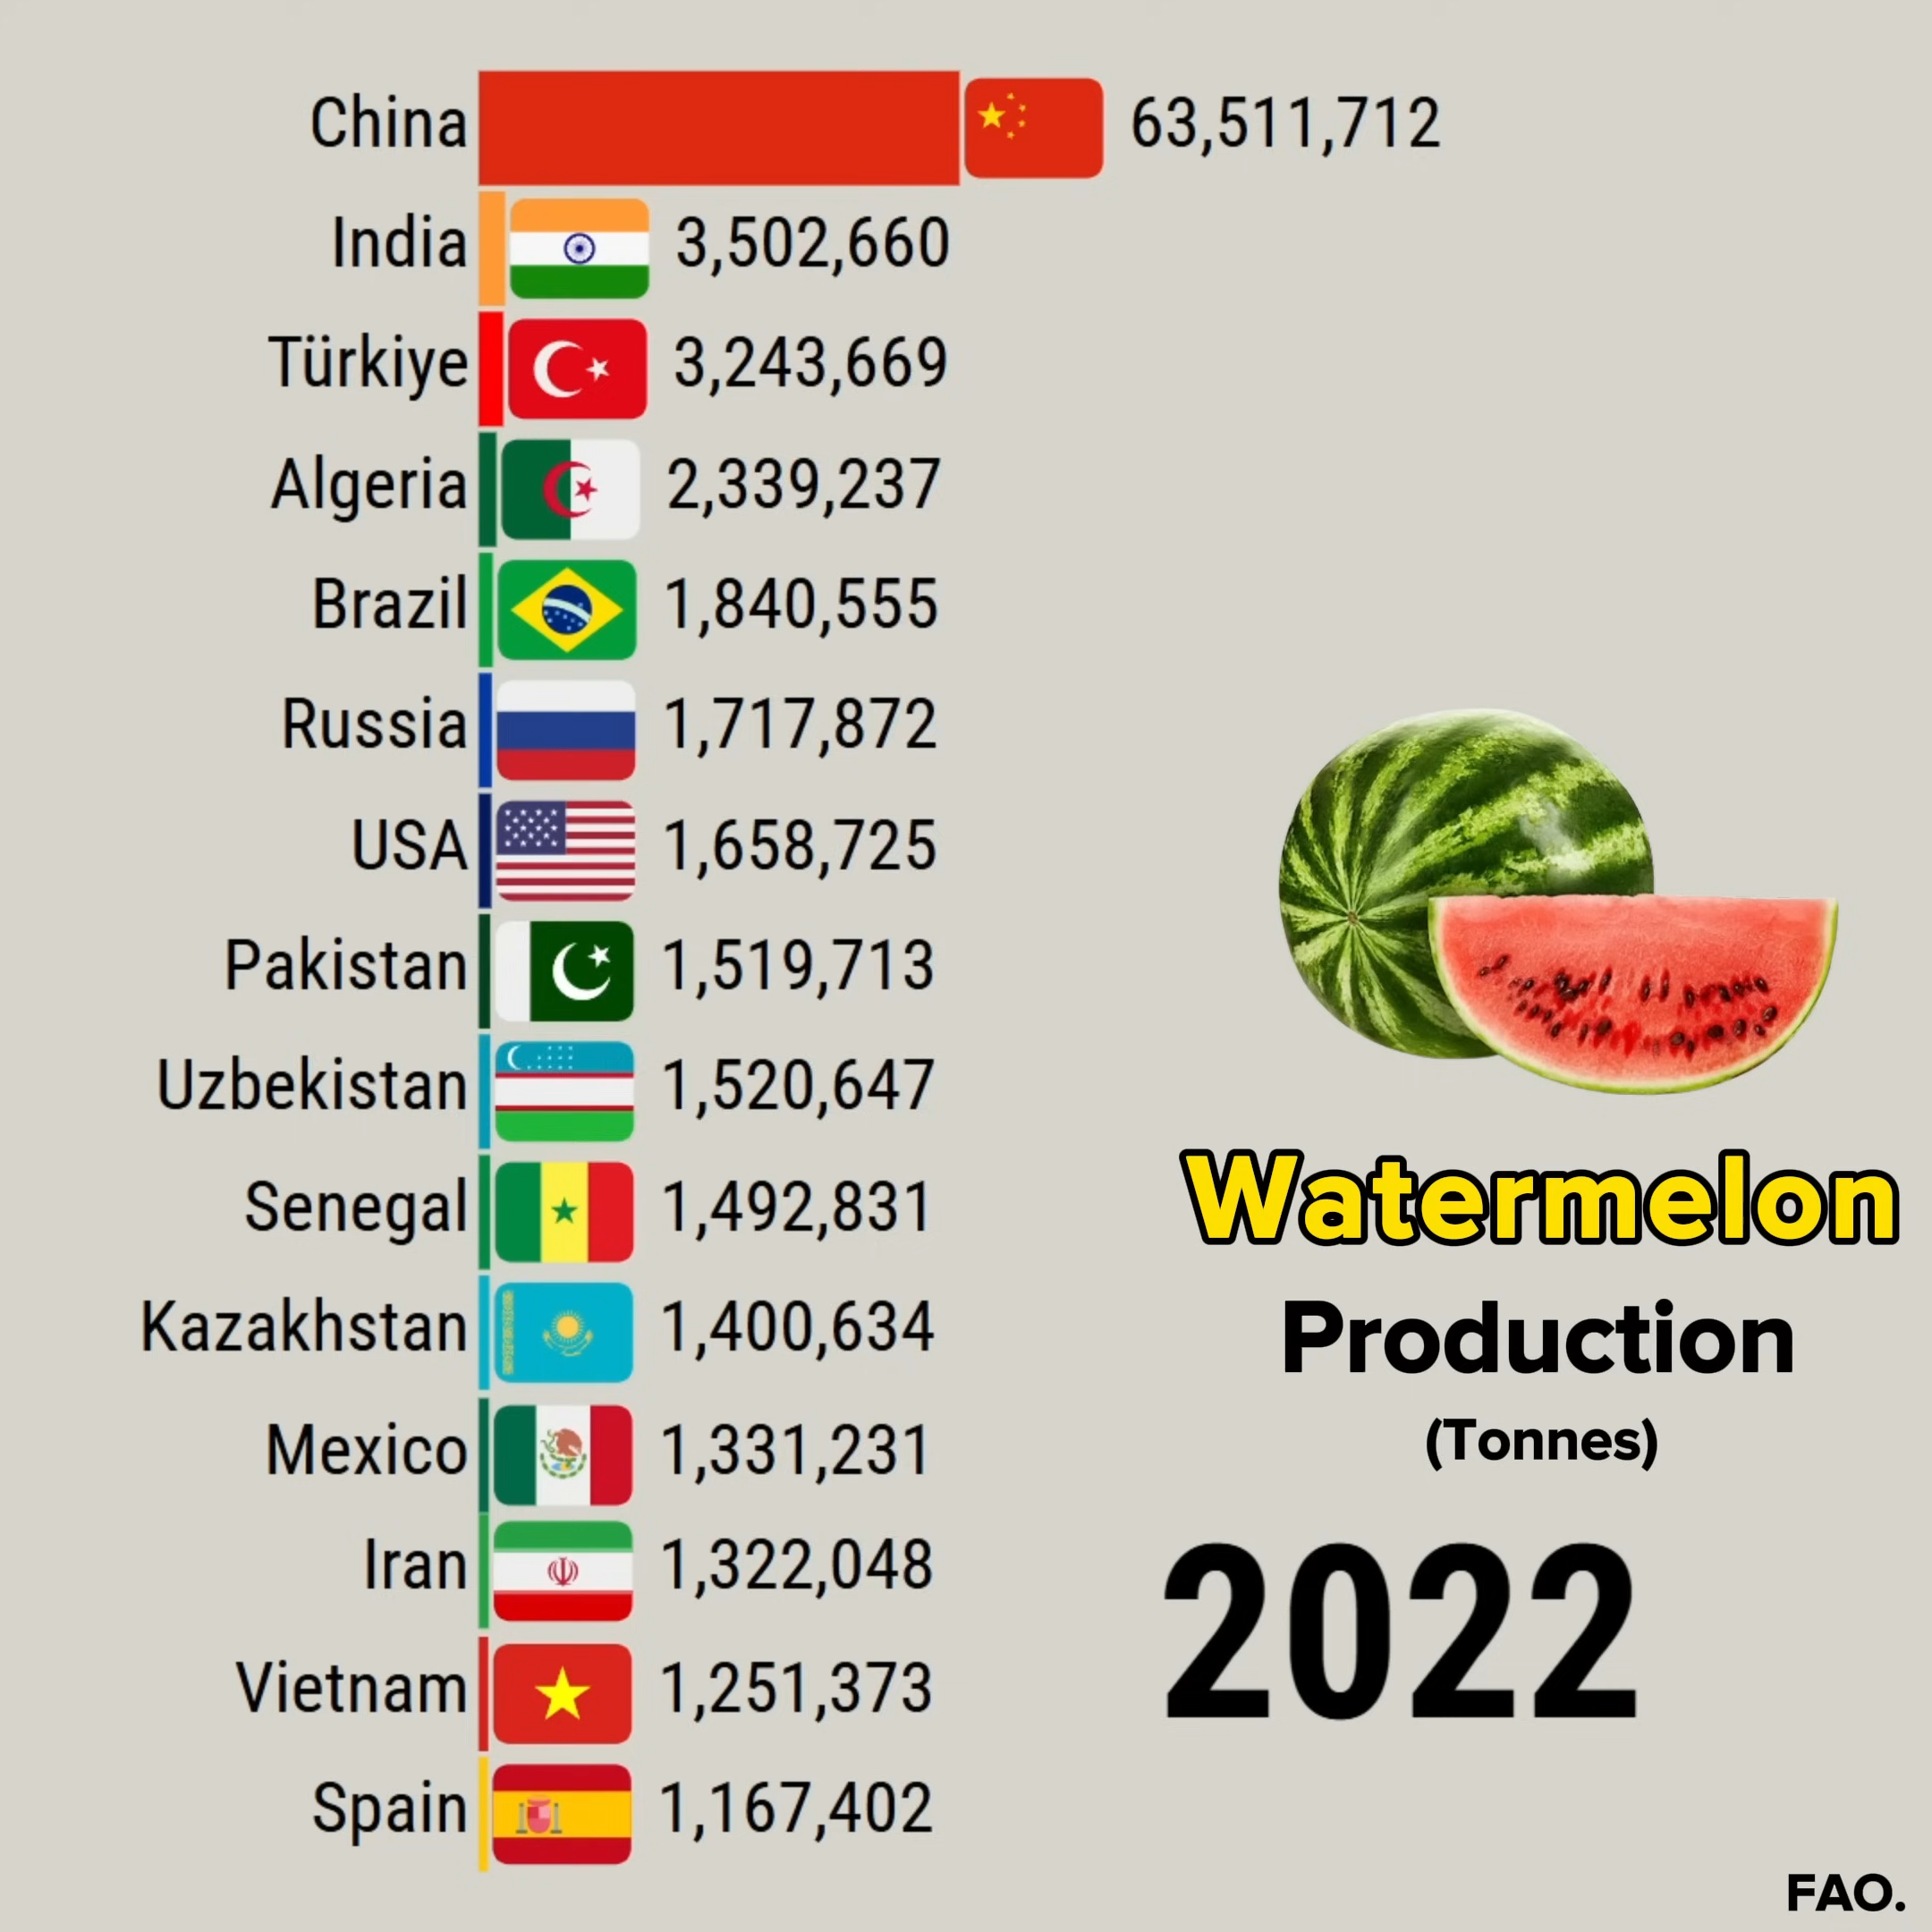 China 63,511,712
India 3,502,660
Türkiye 3,243,669
Algeria 2,339,237
Brazil 1,840,555
Russia 1,717,872
USA 1,658,725
Pakistan 1,519,713
Uzbekistan 1,520,647
Senegal 1,492,831
Kazakhstan 1,400,634
Mexico 1,331,231
Iran 1,322,048
Vietnam 1,251,373
Spain 1,167,402
Watermelon
Production
(Tonnes)
2022
FAO.